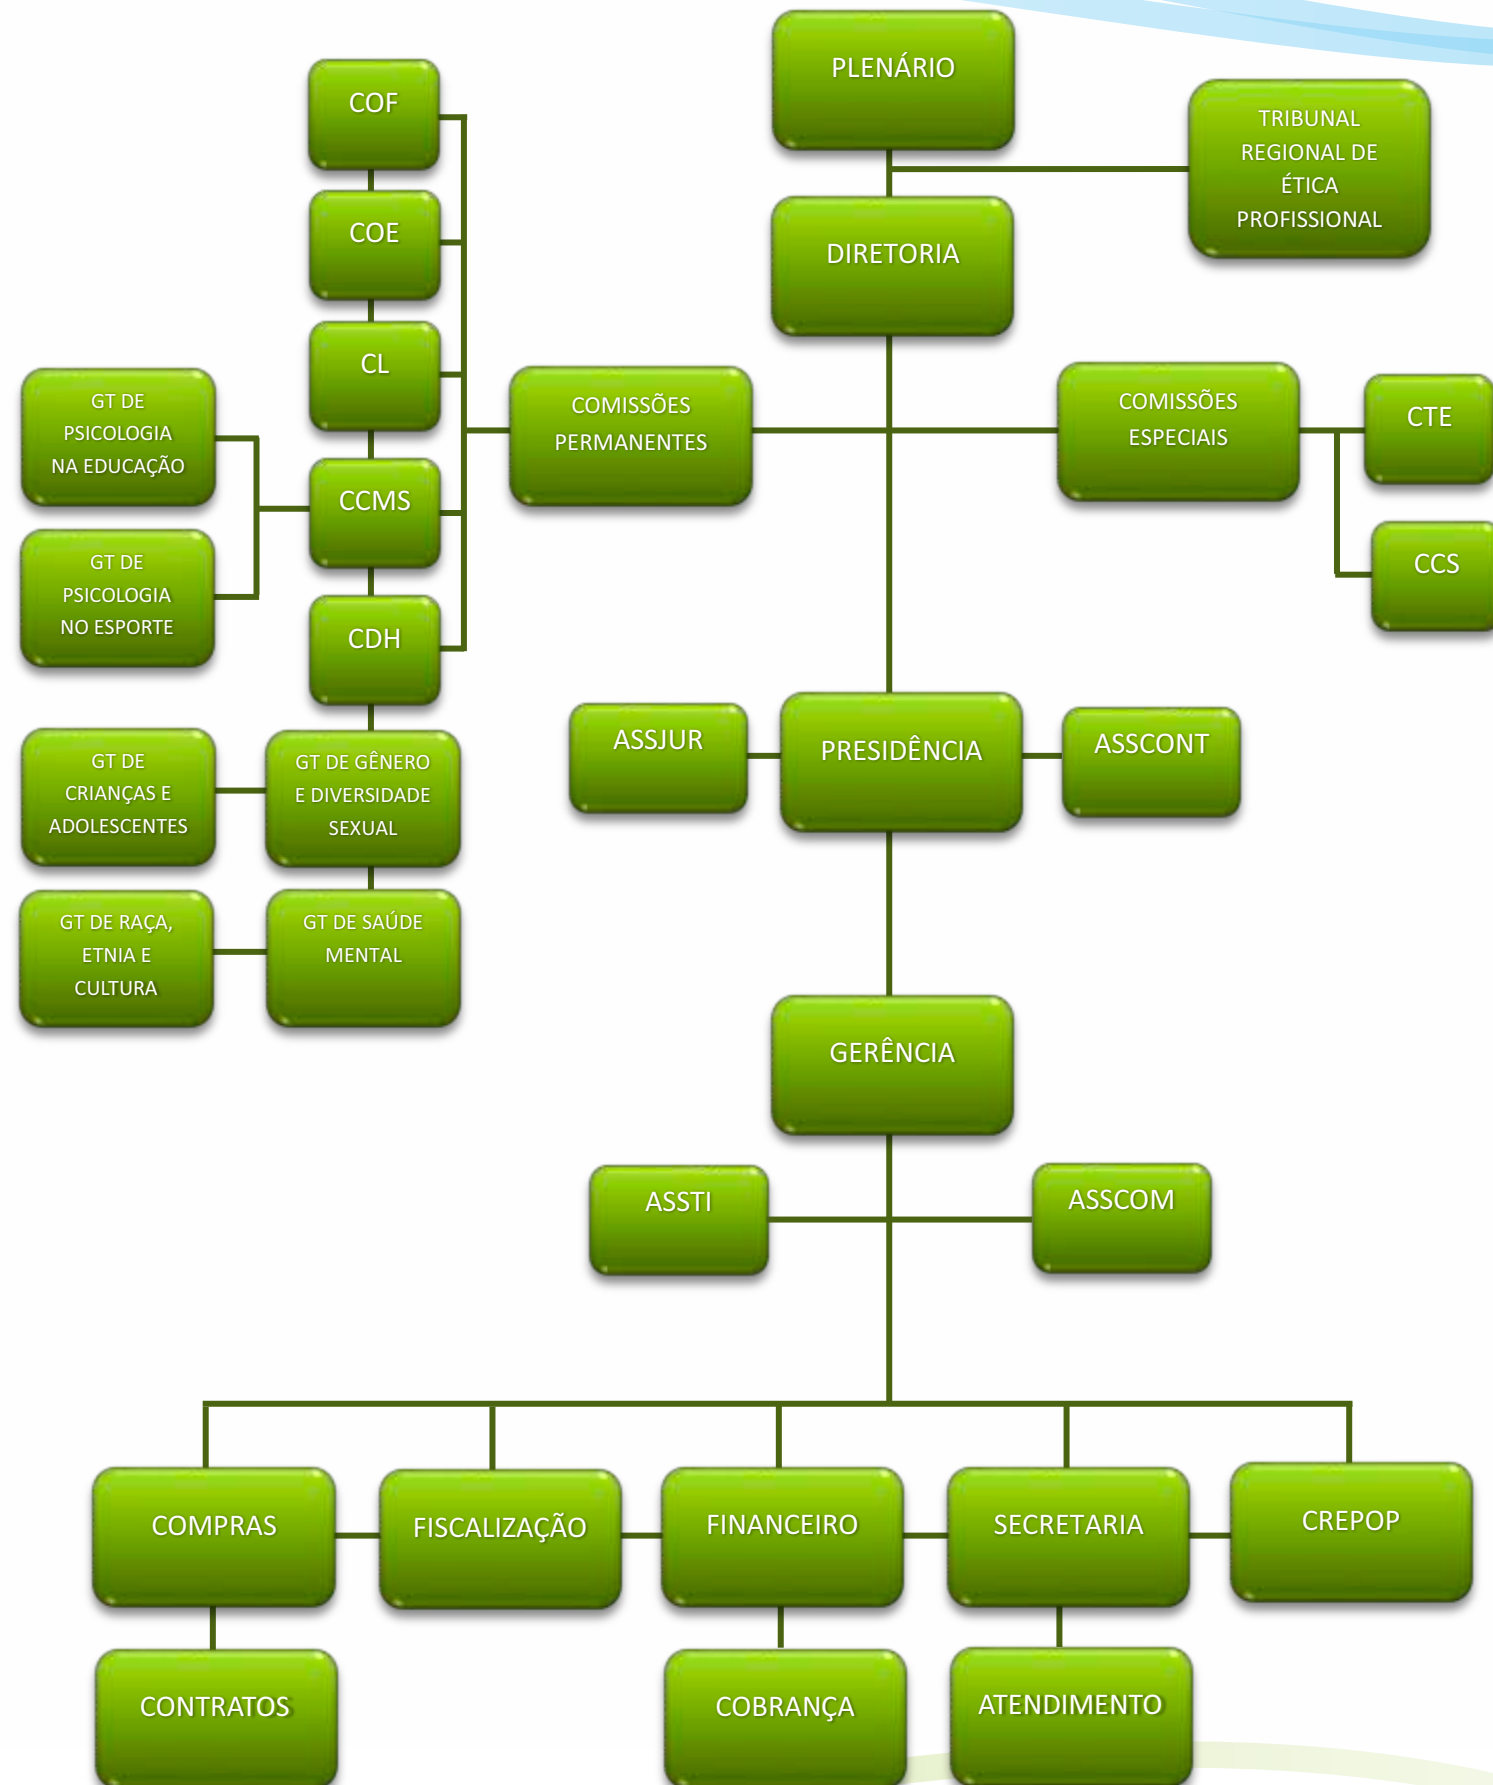 PLENÁRIO
TRIBUNAL
REGIONAL DE
ÉTICA
PROFISSIONAL
DIRETORIA
COF
COE
CL
CCMS
CDH
COMISSÕES
PERMANENTES
COMISSÕES
ESPECIAIS
CTE
CCS
GT DE
PSICOLOGIA
NA EDUCAÇÃO
GT DE
PSICOLOGIA
NO ESPORTE
GT DE
CRIANÇAS E
ADOLESCENTES
GT DE GÊNERO
E DIVERSIDADE
SEXUAL
GT DE RAÇA,
ETNIA E
CULTURA
GT DE SAÚDE
MENTAL
ASSJUR
PRESIDÊNCIA
ASSCONT
GERÊNCIA
ASSTI
ASSCOM
COMPRAS
FISCALIZAÇÃO
FINANCEIRO
SECRETARIA
CREPOP
CONTRATOS
COBRANÇA
ATENDIMENTO